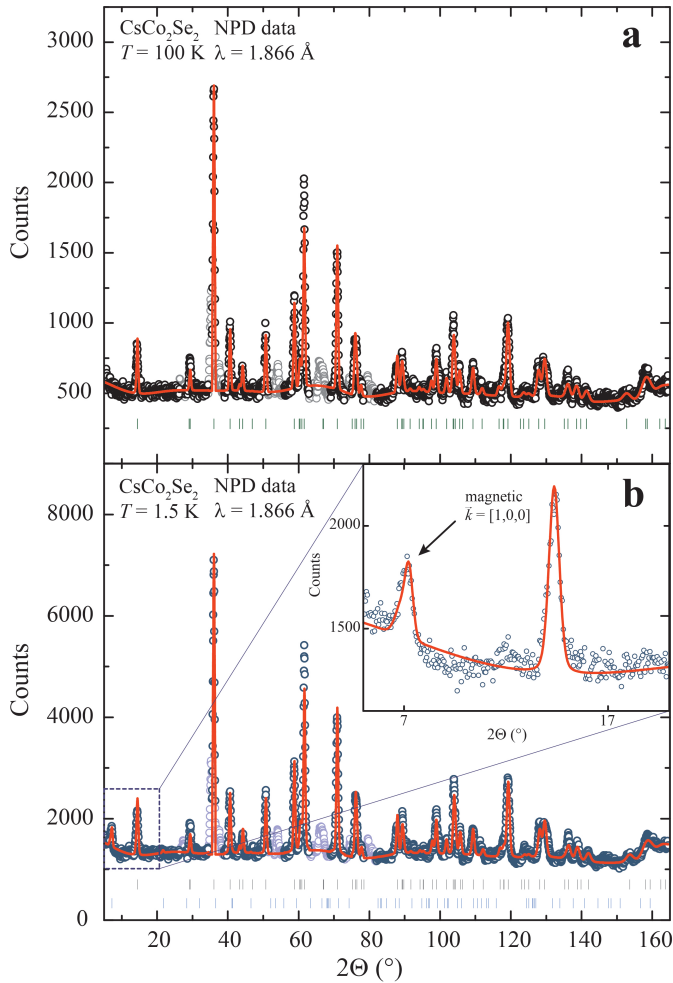 CsCo₂Se₂ NPD data
T = 100 K λ = 1.866 Å
a
3000
2500
2000
1500
1000
500
Counts
CsCo₂Se₂ NPD data
T = 1.5 K λ = 1.866 Å
b
magnetic
k⃗ = [1,0,0]
2000
1500
Counts
7 17
2Θ (°)
8000
6000
4000
2000
0
Counts
20 40 60 80 100 120 140 160
2Θ (°)